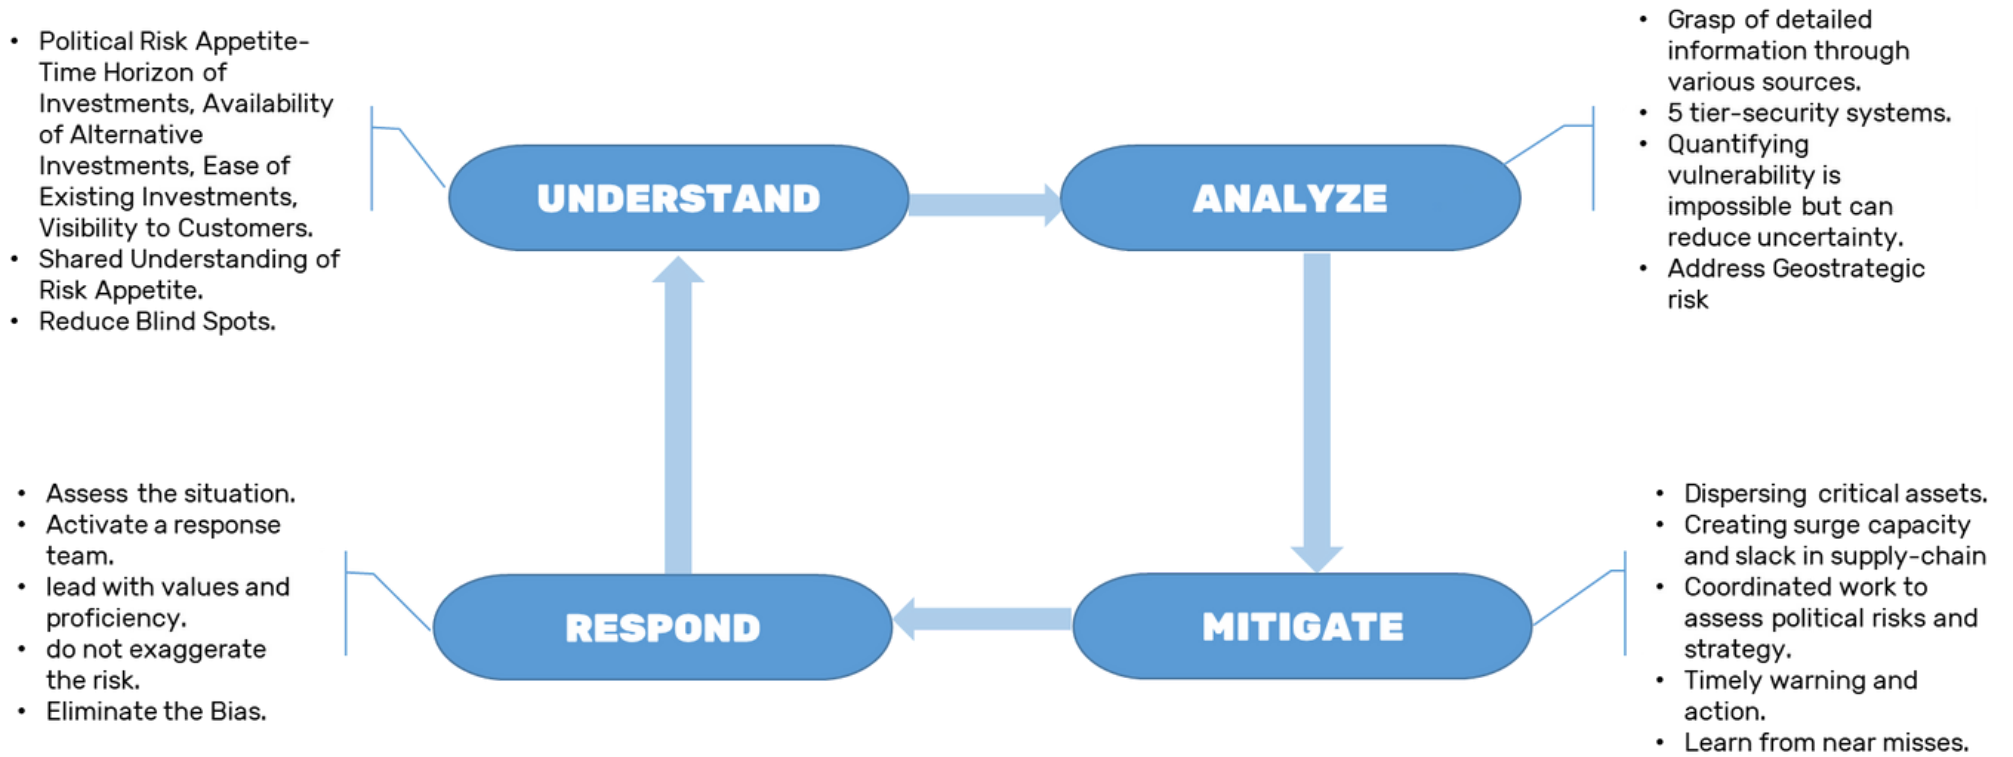 • Political Risk Appetite-
Time Horizon of
Investments, Availability
of Alternative
Investments, Ease of
Existing Investments,
Visibility to Customers.
• Shared Understanding of
Risk Appetite.
• Reduce Blind Spots.
UNDERSTAND
ANALYZE
• Grasp of detailed
information through
various sources.
• 5 tier-security systems.
• Quantifying
vulnerability is
impossible but can
reduce uncertainty.
• Address Geostrategic
risk
• Assess the situation.
• Activate a response
team.
• lead with values and
proficiency.
• do not exaggerate
the risk.
• Eliminate the Bias.
RESPOND
MITIGATE
• Dispersing critical assets.
• Creating surge capacity
and slack in supply-chain
• Coordinated work to
assess political risks and
strategy.
• Timely warning and
action.
• Learn from near misses.